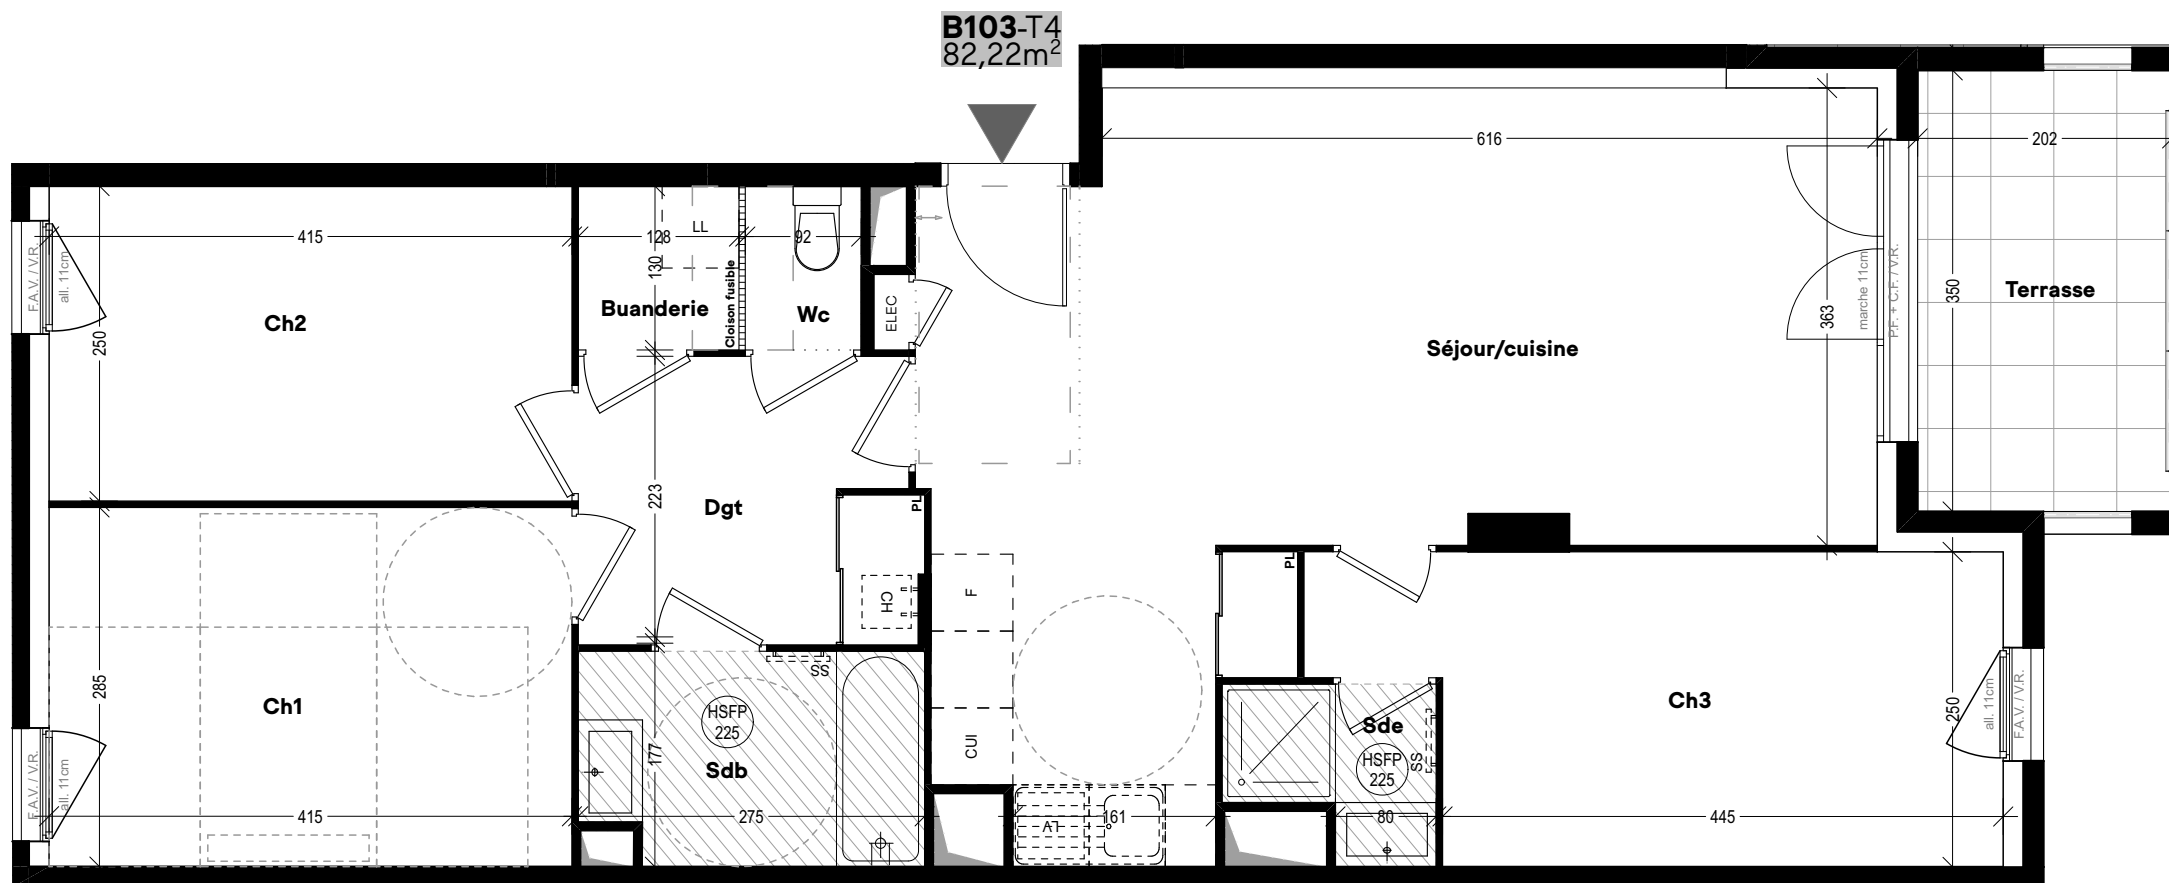 B103-T4
82,22m²
616
202
415
128
92
LL
130
Cloison fusible
F.A.V. / V.R.
all. 11cm
Ch2
250
Buanderie
Wc
ELEC
Séjour/cuisine
363
marche 11cm
P.F. + C.F. / V.R.
350
Terrasse
223
Dgt
PL
CH
F
PL
285
Ch1
SS
HSFP
225
Sdb
177
CUI
Sde
HSFP
225
SS
Ch3
250
all. 11cm
F.A.V. / V.R.
F.A.V. / V.R.
all. 11cm
415
275
LV
161
80
445